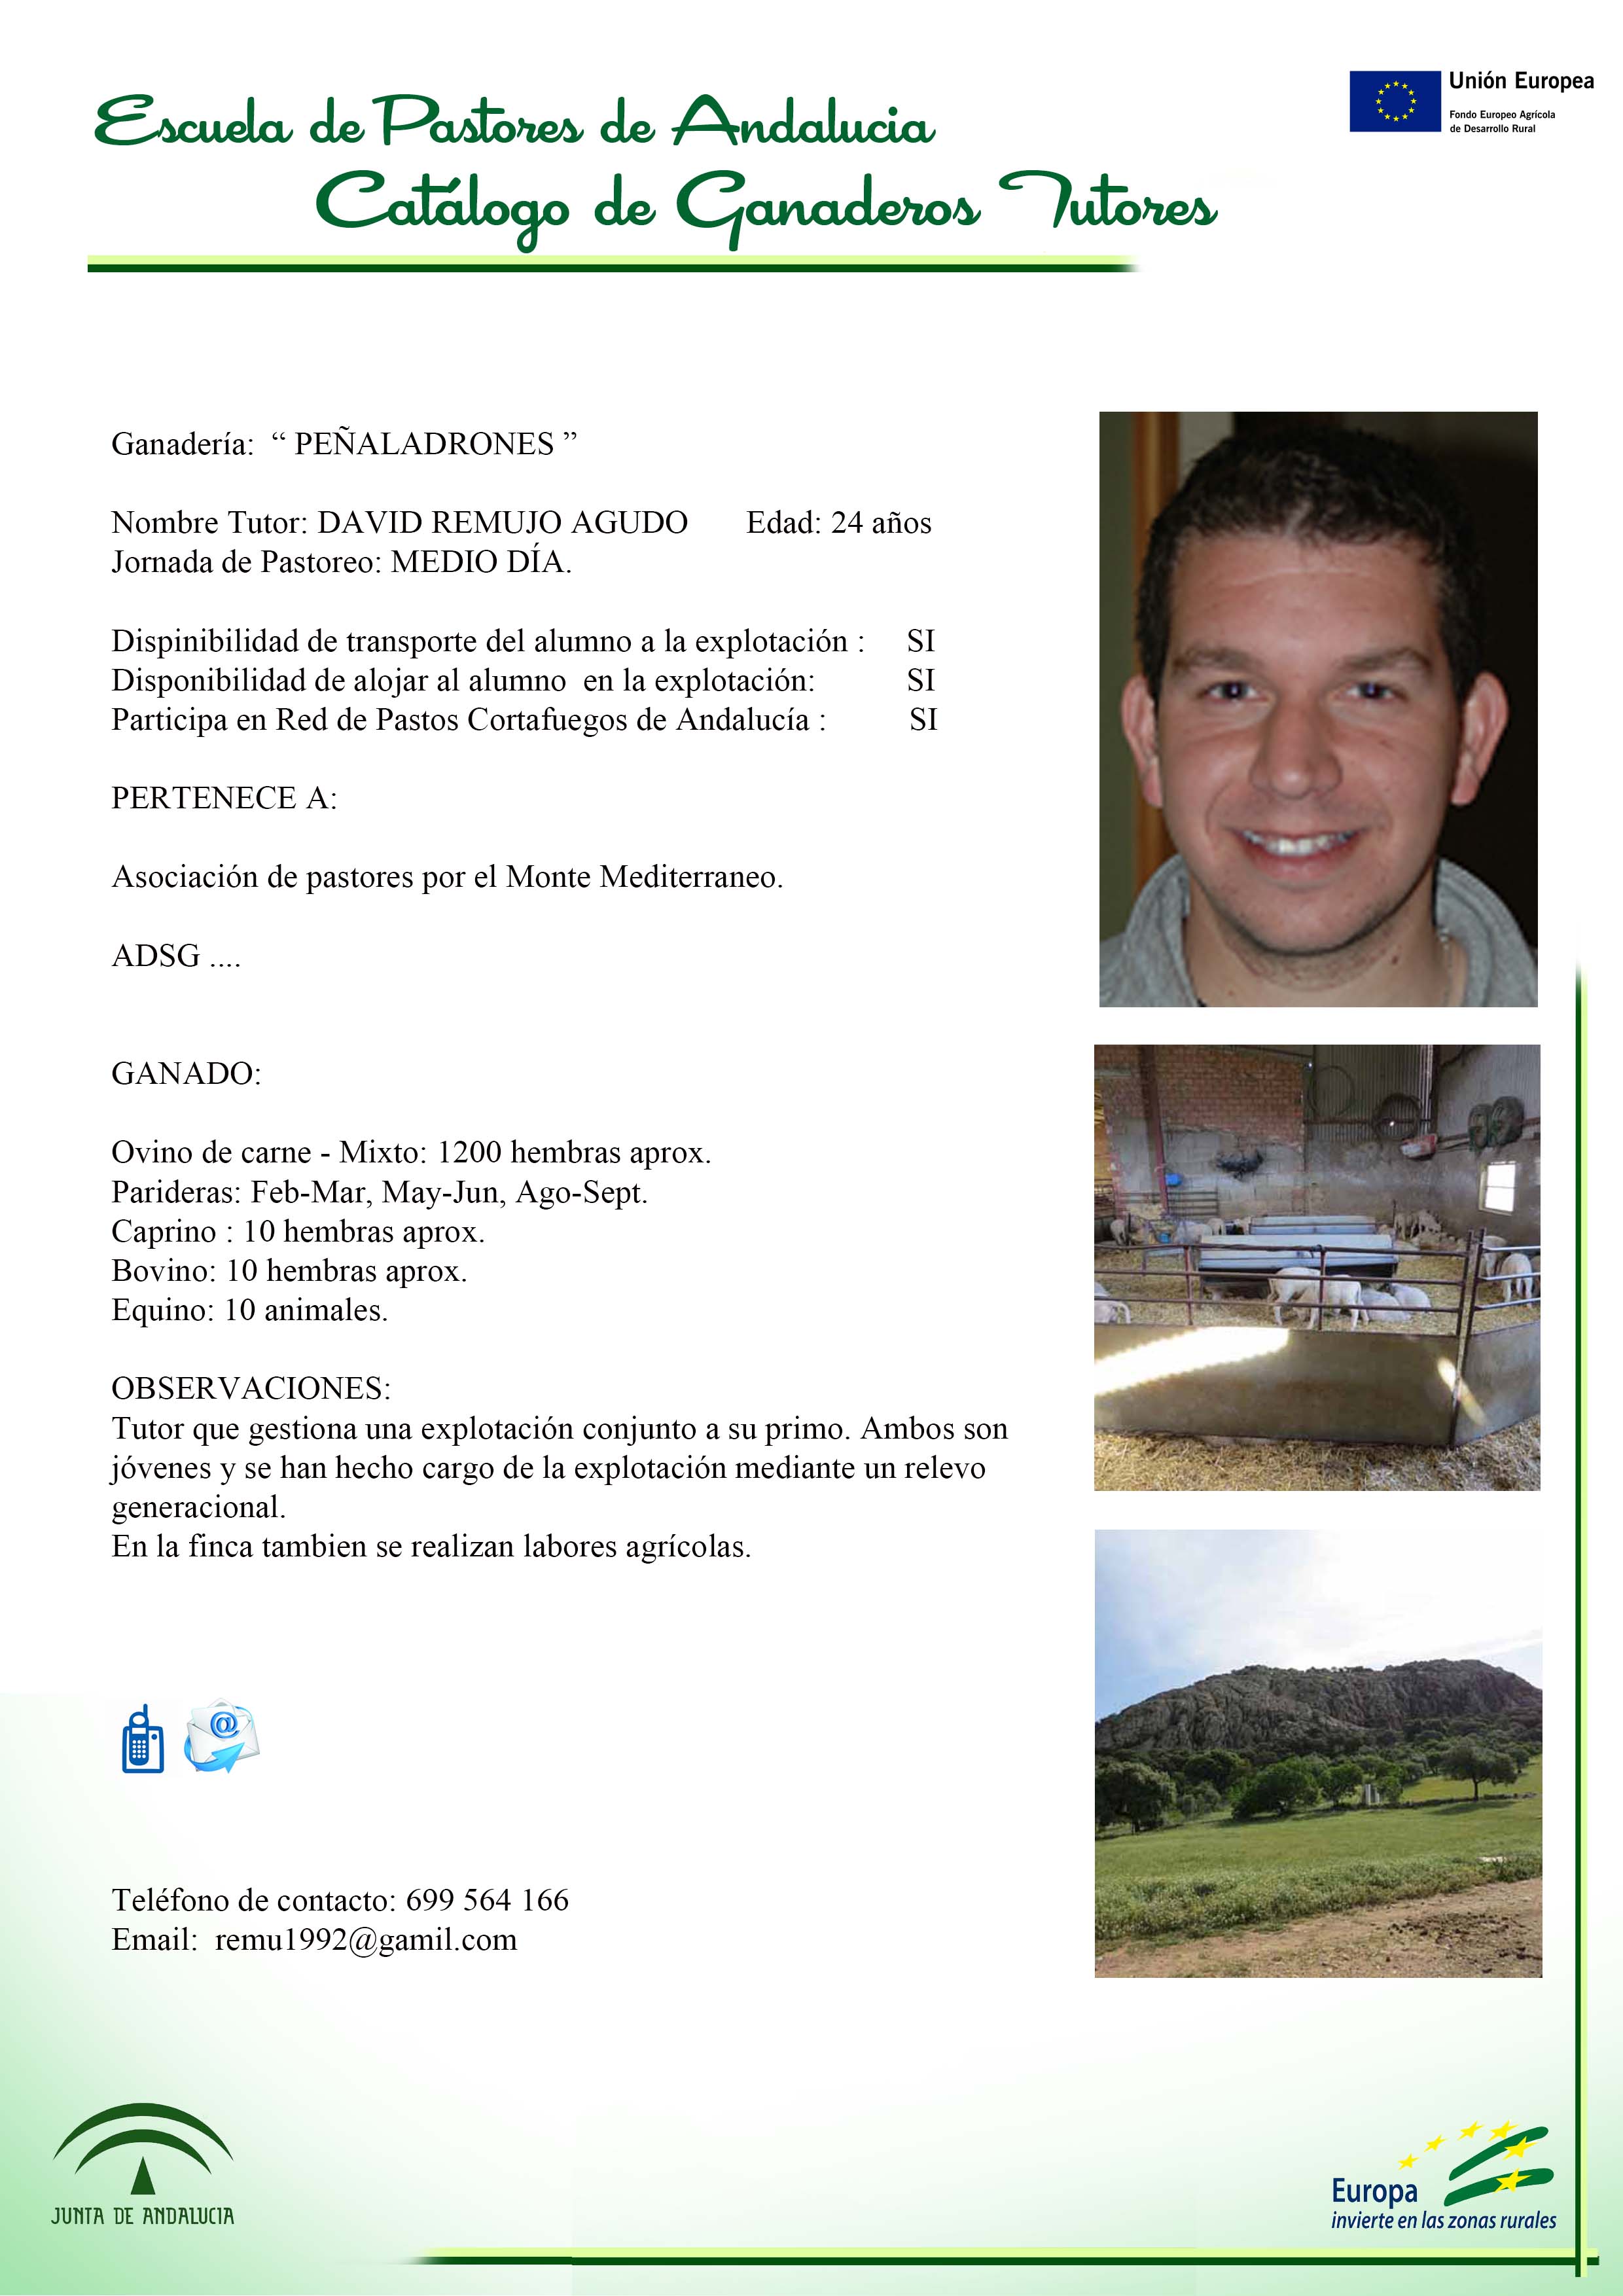 Escuela de Pastores de Andalucia
Catálogo de Ganaderos Tutores
Unión Europea
Fondo Europeo Agrícola
de Desarrollo Rural
Ganadería:  “ PEÑALADRONES ”
Nombre Tutor: DAVID REMUJO AGUDO       Edad: 24 años
Jornada de Pastoreo: MEDIO DÍA.
Dispinibilidad de transporte del alumno a la explotación :     SI
Disponibilidad de alojar al alumno  en la explotación:           SI
Participa en Red de Pastos Cortafuegos de Andalucía :          SI
PERTENECE A:
Asociación de pastores por el Monte Mediterraneo.
ADSG ....
GANADO:
Ovino de carne - Mixto: 1200 hembras aprox.
Parideras: Feb-Mar, May-Jun, Ago-Sept.
Caprino : 10 hembras aprox.
Bovino: 10 hembras aprox.
Equino: 10 animales.
OBSERVACIONES:
Tutor que gestiona una explotación conjunto a su primo. Ambos son
jóvenes y se han hecho cargo de la explotación mediante un relevo
generacional.
En la finca tambien se realizan labores agrícolas.
@
Teléfono de contacto: 699 564 166
Email:  remu1992@gamil.com
JUNTA DE ANDALUCIA
Europa
invierte en las zonas rurales